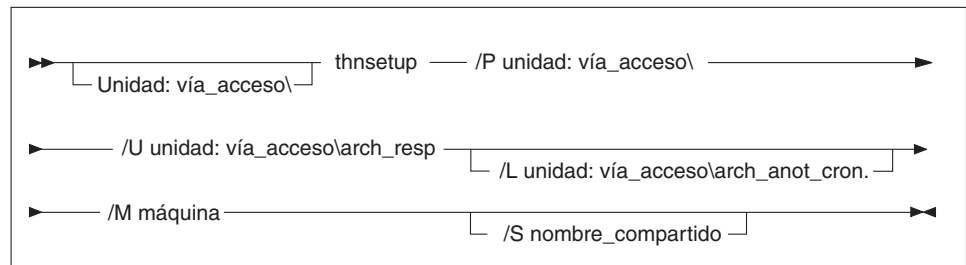 thnsetup /P unidad: vía_acceso\
Unidad: vía_acceso\
/U unidad: vía_acceso\arch_resp
/L unidad: vía_acceso\arch_anot_cron.
/M máquina
/S nombre_compartido